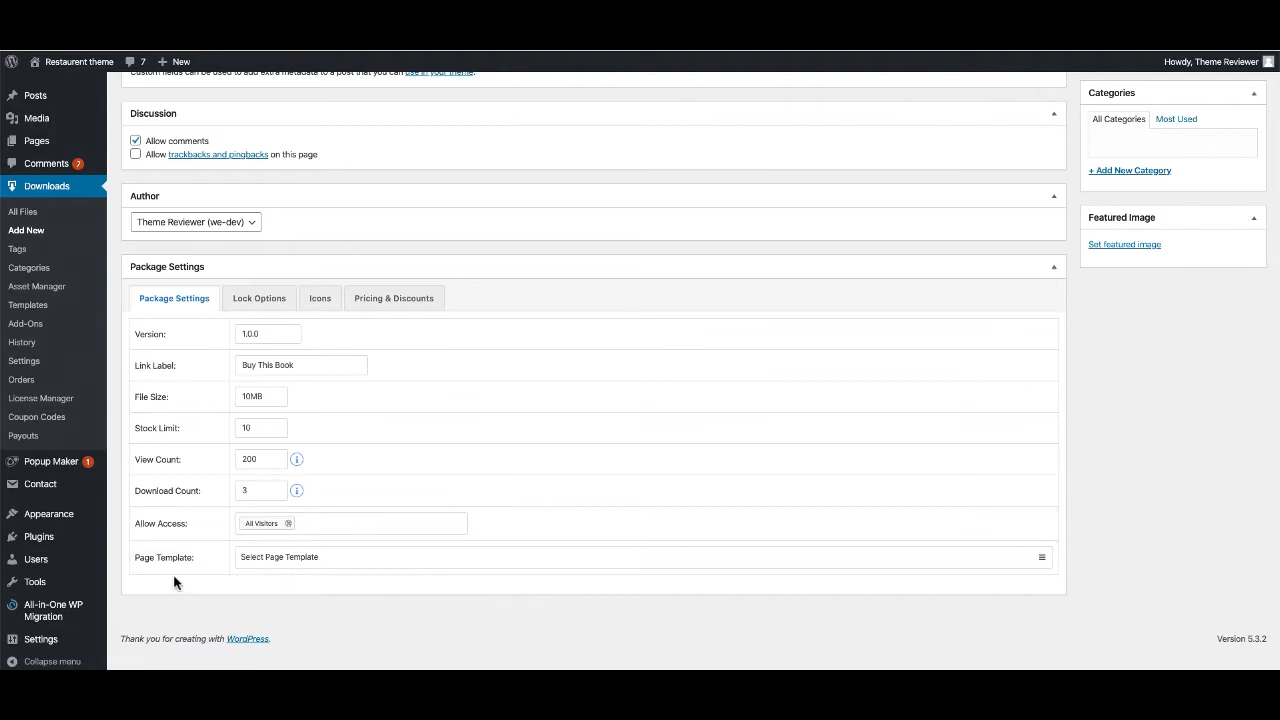 Restaurent theme 7 New Howdy, Theme Reviewer
Posts
Media
Pages
Comments 7
Downloads
All Files
Add New
Tags
Categories
Asset Manager
Templates
Add-Ons
History
Settings
Orders
License Manager
Coupon Codes
Payouts
Popup Maker 1
Contact
Appearance
Plugins
Users
Tools
All-in-One WP
Migration
Settings
Collapse menu
Custom fields can be used to add extra metadata to a post that you can use in your theme.
Discussion
Allow comments
Allow trackbacks and pingbacks on this page
Author
Theme Reviewer (we-dev)
Package Settings
Package Settings Lock Options Icons Pricing & Discounts
Version: 1.0.0
Link Label: Buy This Book
File Size: 10MB
Stock Limit: 10
View Count: 200
Download Count: 3
Allow Access: All Visitors
Page Template: Select Page Template
Categories
All Categories Most Used
+ Add New Category
Featured Image
Set featured image
Thank you for creating with WordPress. Version 5.3.2